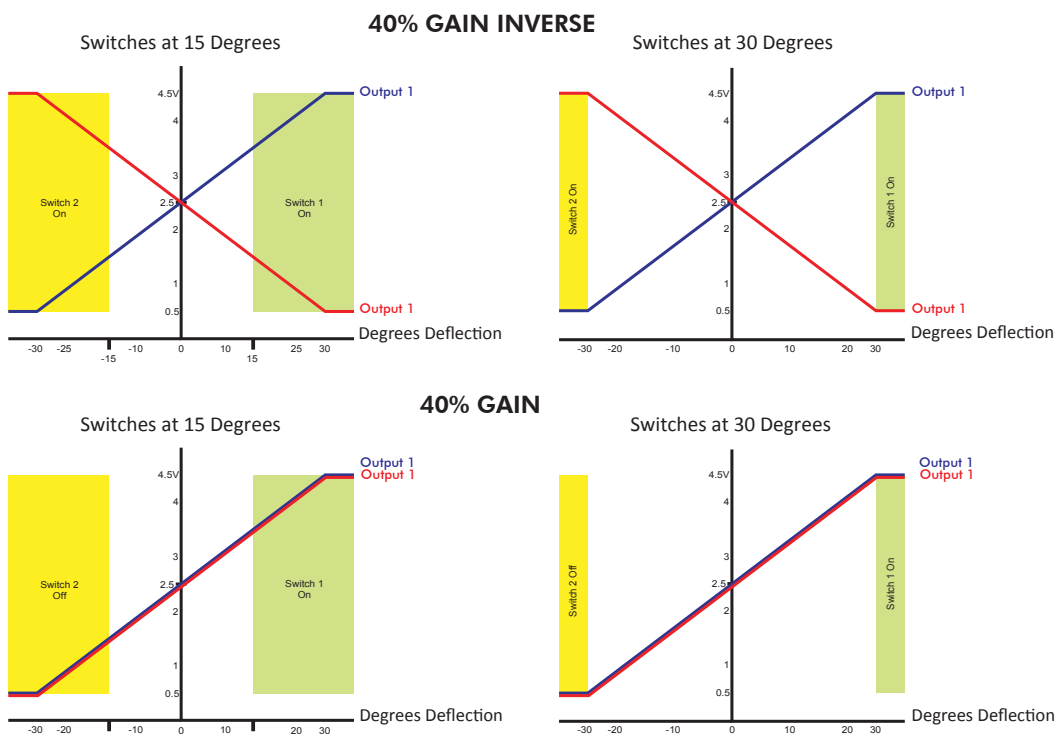 40% GAIN INVERSE
Switches at 15 Degrees
4.5V
4
3
2.5
2
1
0.5
Switch 2
On
Switch 1
On
Output 1
Output 1
Degrees Deflection
-30 -25 -10 0 10 25 30
-15 15
Switches at 30 Degrees
4.5V
4
3
2.5
2
1
0.5
Switch 2 On
Switch 1 On
Output 1
Output 1
Degrees Deflection
-30 -20 0 10 20 30
40% GAIN
Switches at 15 Degrees
4.5V
4
3
2.5
2
1
0.5
Switch 2
Off
Switch 1
On
Output 1
Output 1
Degrees Deflection
-30 -20 -10 0 10 20 30
Switches at 30 Degrees
4.5V
4
3
2.5
2
1
0.5
Switch 2 Off
Switch 1 On
Output 1
Output 1
Degrees Deflection
-30 -20 0 10 20 30